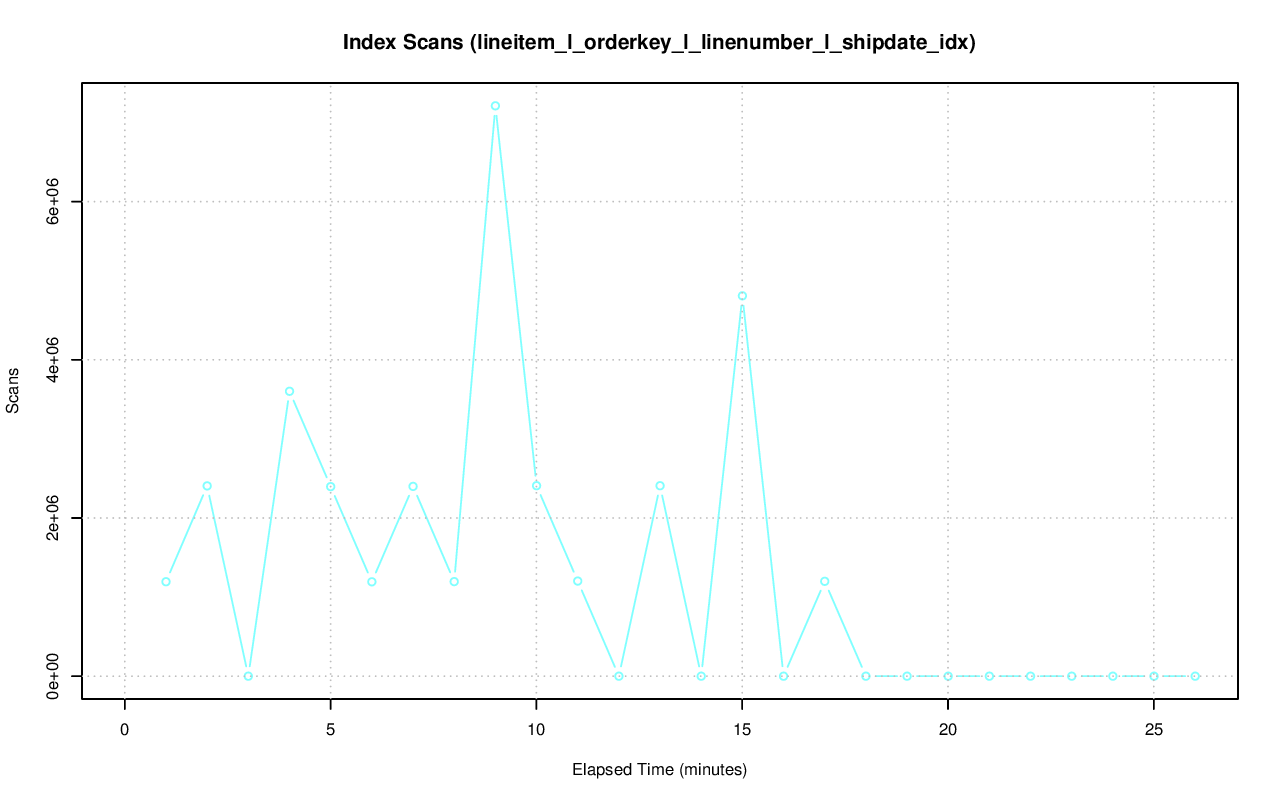 Index Scans (lineitem_l_orderkey_l_linenumber_l_shipdate_idx)
Scans
6e+06
4e+06
2e+06
0e+00
0 5 10 15 20 25
Elapsed Time (minutes)